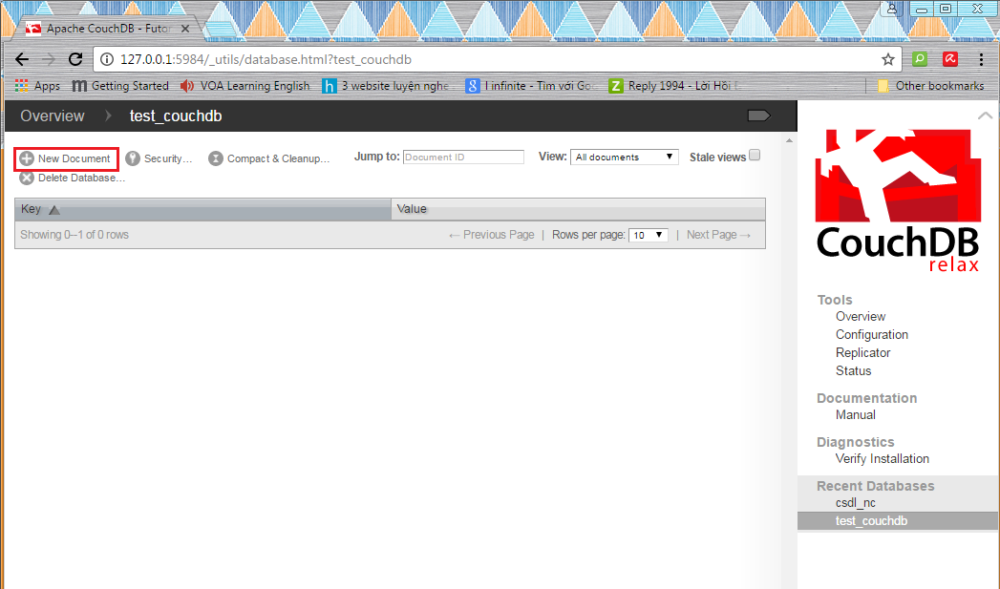 Apache CouchDB - Futon
127.0.0.1:5984/_utils/database.html?test_couchdb
Apps Getting Started VOA Learning English 3 website luyện nghe I infinite - Tìm với Goo Reply 1994 - Lời Hồi Other bookmarks
Overview test_couchdb
New Document Security… Compact & Cleanup… Jump to: Document ID View: All documents Stale views
Delete Database…
Key Value
Showing 0–1 of 0 rows ← Previous Page | Rows per page: 10 | Next Page →
CouchDB
relax
Tools
Overview
Configuration
Replicator
Status
Documentation
Manual
Diagnostics
Verify Installation
Recent Databases
csdl_nc
test_couchdb